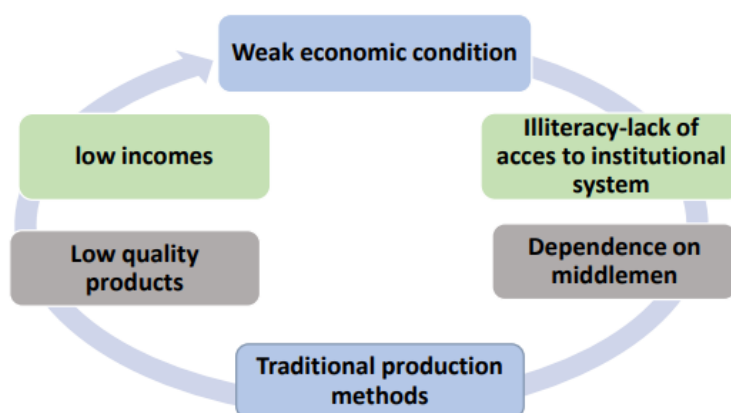 Weak economic condition
Illiteracy-lack of
acces to institutional
system
Dependence on
middlemen
Traditional production
methods
Low quality
products
low incomes